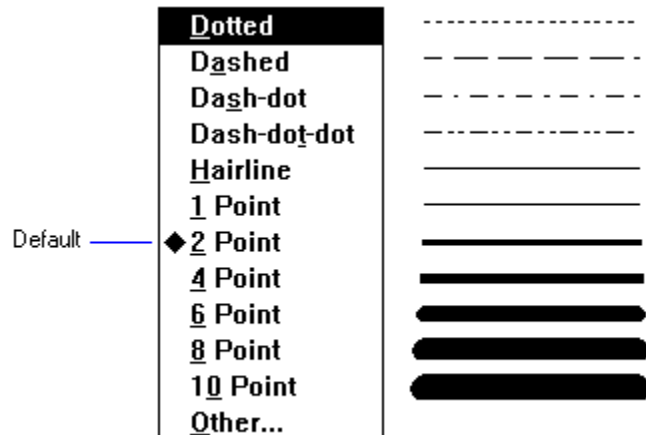 Dotted
Dashed
Dash-dot
Dash-dot-dot
Hairline
1 Point
Default 2 Point
4 Point
6 Point
8 Point
10 Point
Other...